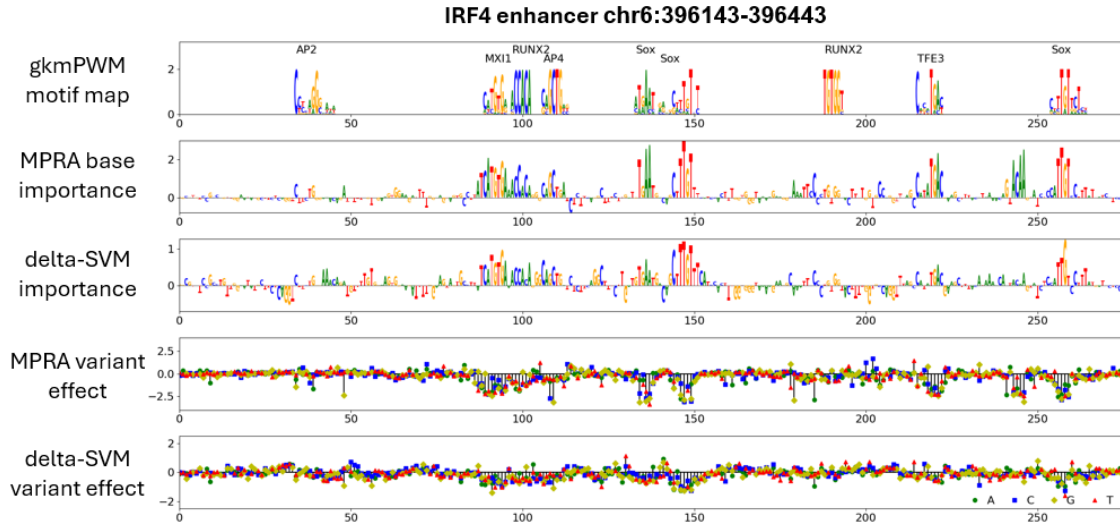 IRF4 enhancer chr6:396143-396443
gkmPWM
motif map
AP2
MXI1
RUNX2
AP4
Sox
Sox
RUNX2
TFE3
Sox
2
0
0 50 100 150 200 250
MPRA base
importance
2
0
0 50 100 150 200 250
delta-SVM
importance
1
0
0 50 100 150 200 250
MPRA variant
effect
2.5
0.0
−2.5
0 50 100 150 200 250
delta-SVM
variant effect
2
0
−2
A C G T
0 50 100 150 200 250